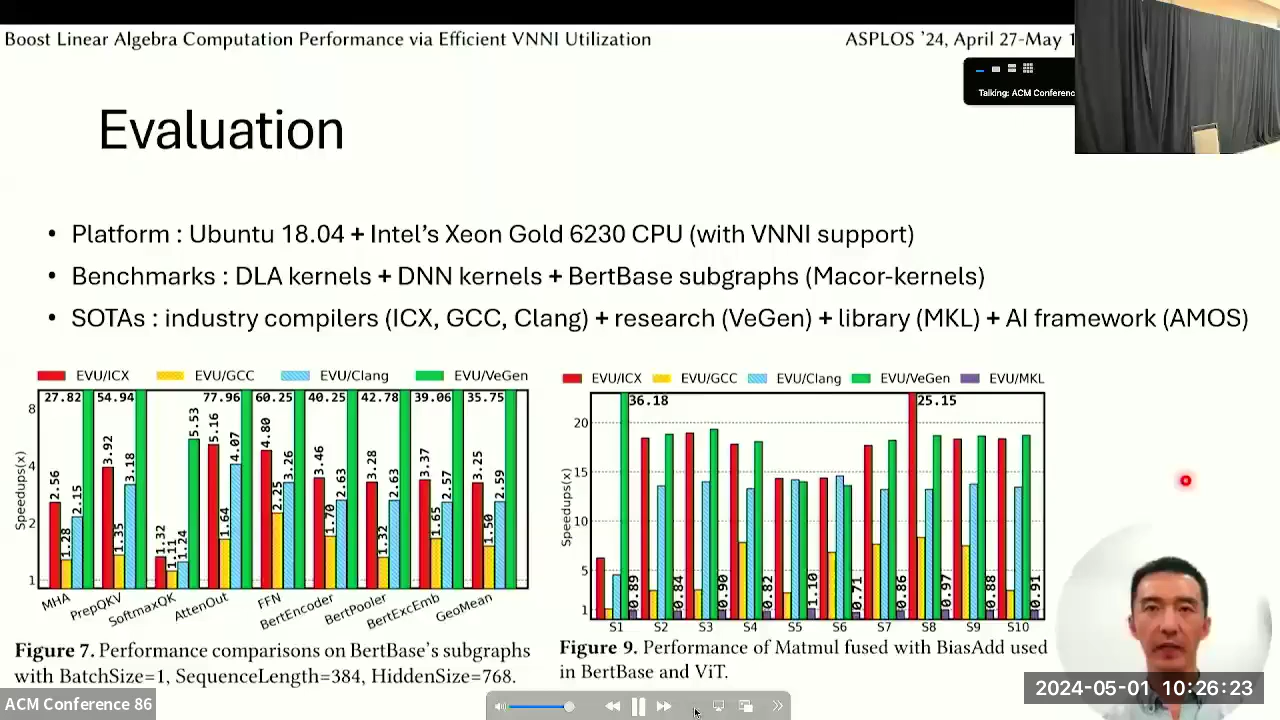 Boost Linear Algebra Computation Performance via Efficient VNNI Utilization
ASPLOS '24, April 27-May 1
Talking: ACM Conferenc
Evaluation
• Platform : Ubuntu 18.04 + Intel's Xeon Gold 6230 CPU (with VNNI support)
• Benchmarks : DLA kernels + DNN kernels + BertBase subgraphs (Macor-kernels)
• SOTAs : industry compilers (ICX, GCC, Clang) + research (VeGen) + library (MKL) + AI framework (AMOS)
EVU/ICX EVU/GCC EVU/Clang EVU/VeGen
27.82 54.94 77.96 60.25 40.25 42.78 39.06 35.75
Speedups(x)
8
4
2
1
2.56 1.28 2.15
3.92 1.35 3.18
1.32 1.11 1.24 5.53
5.16 1.64 4.07
4.80 2.25 3.26
3.46 1.70 2.63
3.28 1.32 2.63
3.37 1.65 2.57
3.25 1.50 2.59
MHA PrepQKV SoftmaxQK AttenOut FFN BertEncoder BertPooler BertExcEmb GeoMean
Figure 7. Performance comparisons on BertBase's subgraphs
with BatchSize=1, SequenceLength=384, HiddenSize=768.
EVU/ICX EVU/GCC EVU/Clang EVU/VeGen EVU/MKL
36.18 25.15
Speedups(x)
20
15
10
5
1
0.89 0.84 0.90 0.82 1.10 0.71 0.86 0.97 0.88 0.91
S1 S2 S3 S4 S5 S6 S7 S8 S9 S10
Figure 9. Performance of Matmul fused with BiasAdd used
in BertBase and ViT.
2024-05-01 10:26:23
ACM Conference 86